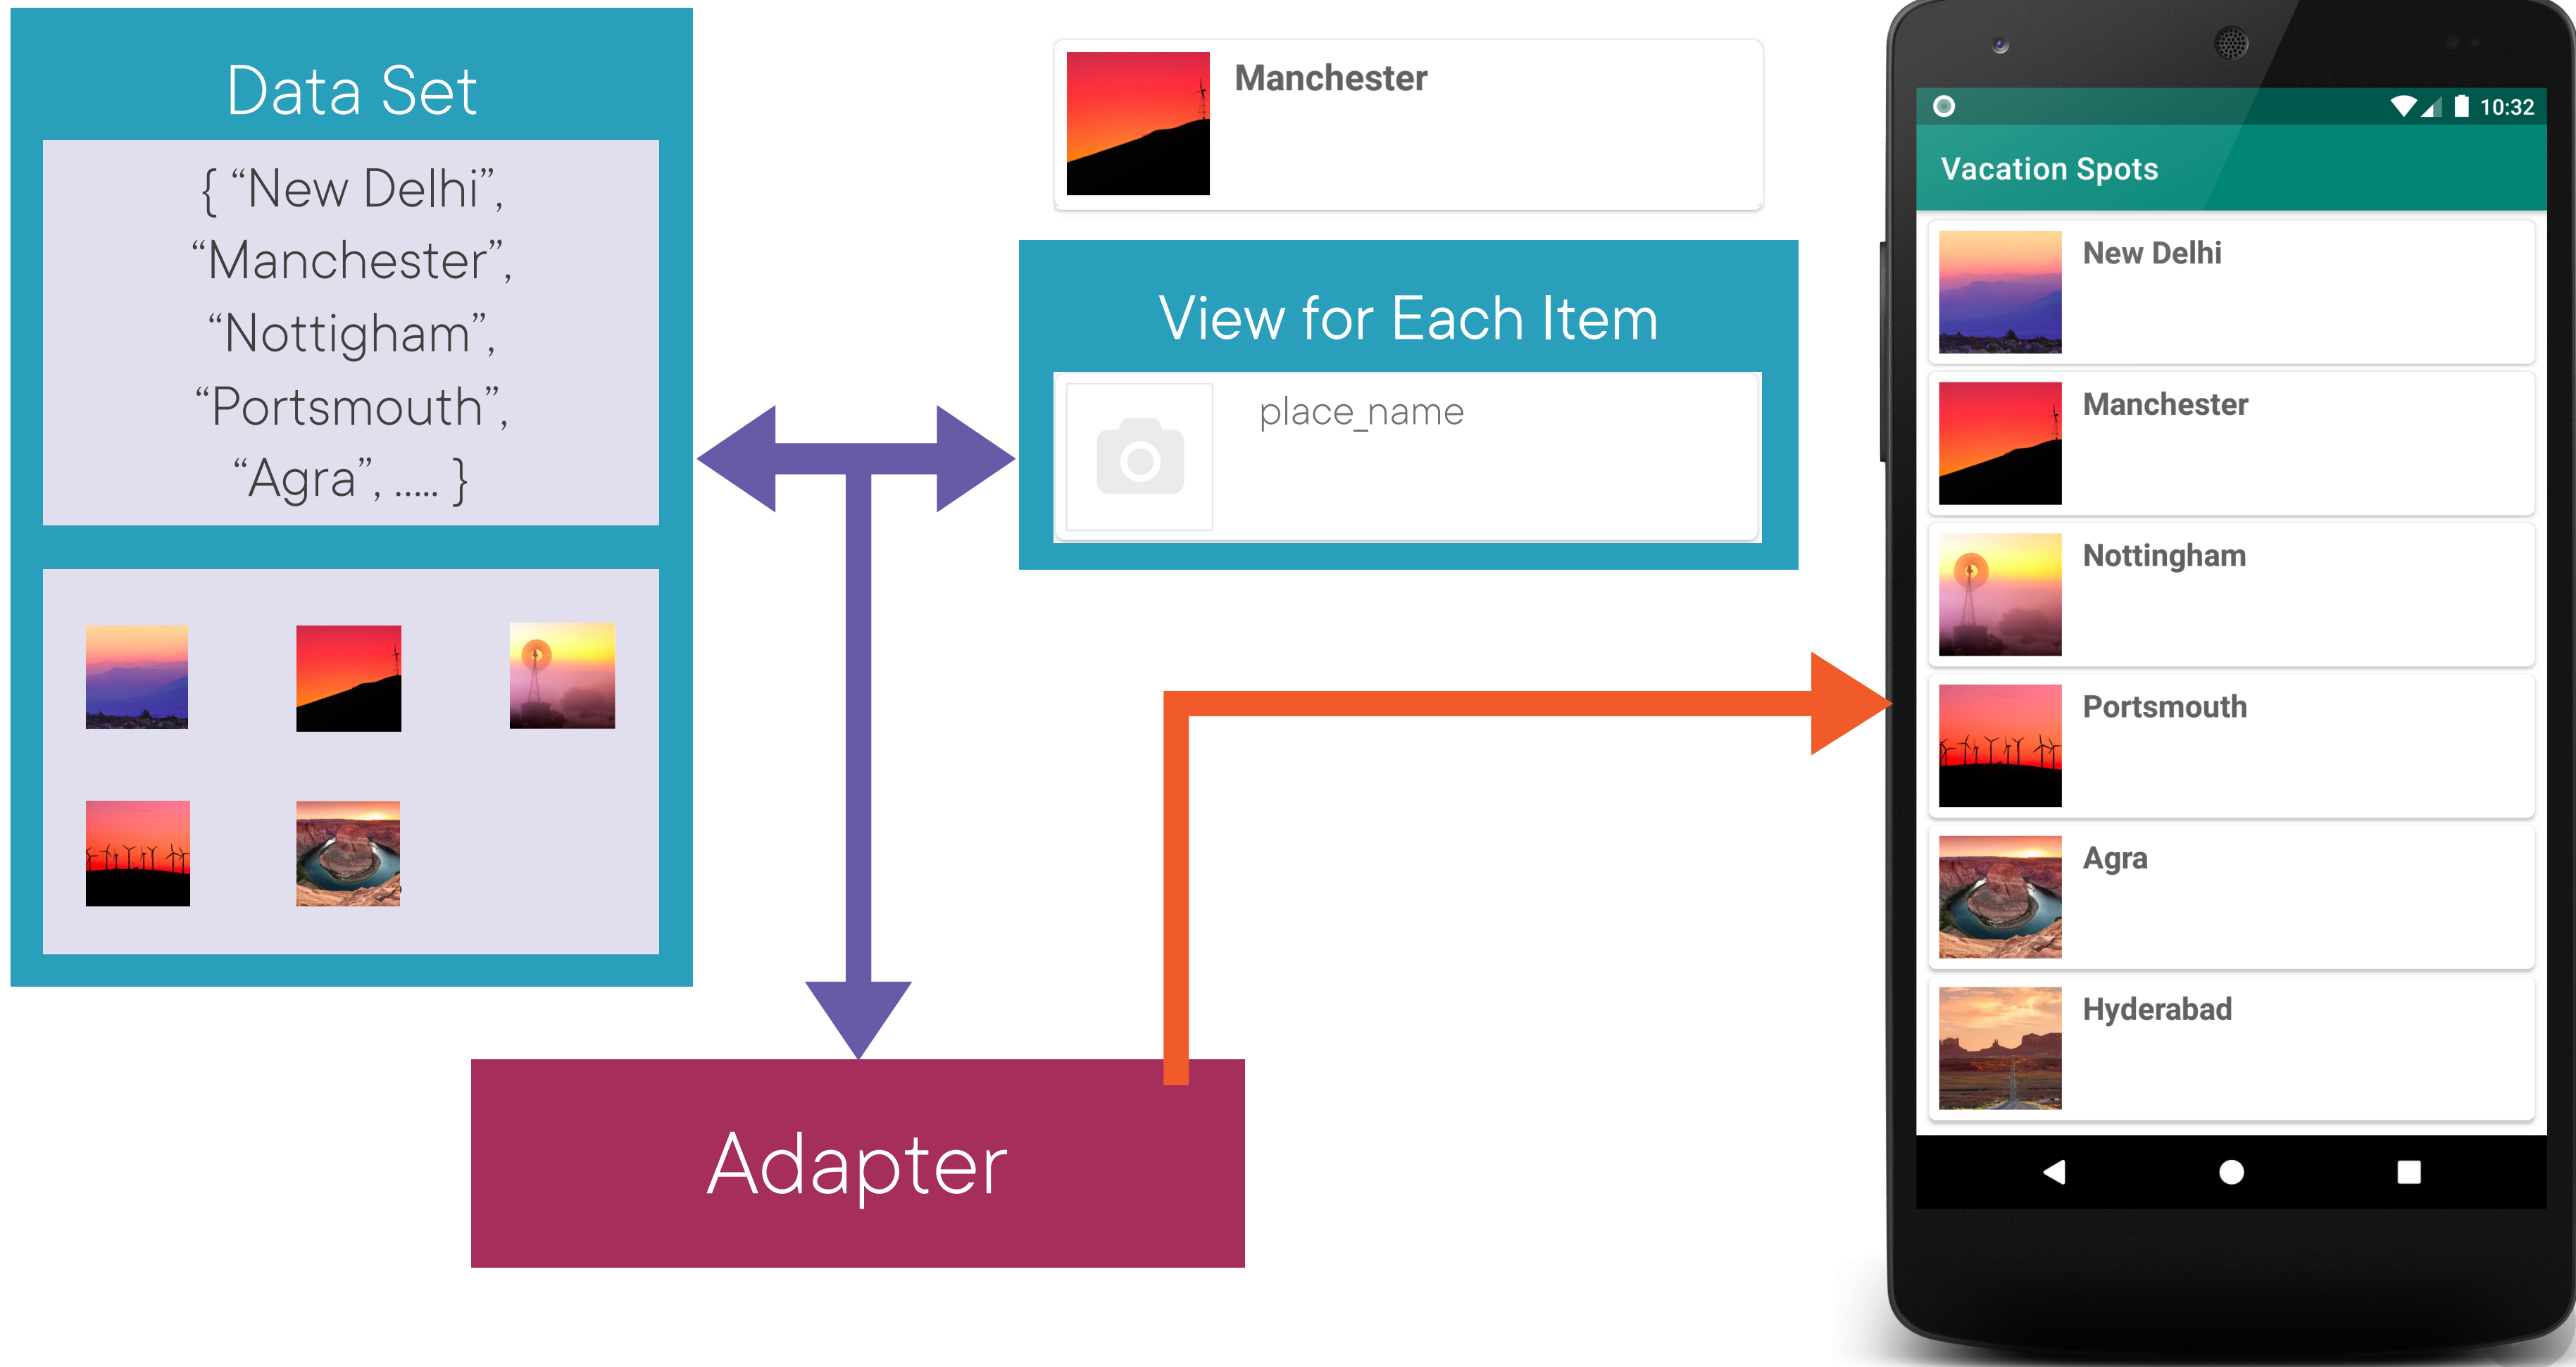 Data Set
{ “New Delhi”,
“Manchester”,
“Nottigham”,
“Portsmouth”,
“Agra”, ..... }
Manchester
View for Each Item
place_name
Adapter
10:32
Vacation Spots
New Delhi
Manchester
Nottingham
Portsmouth
Agra
Hyderabad